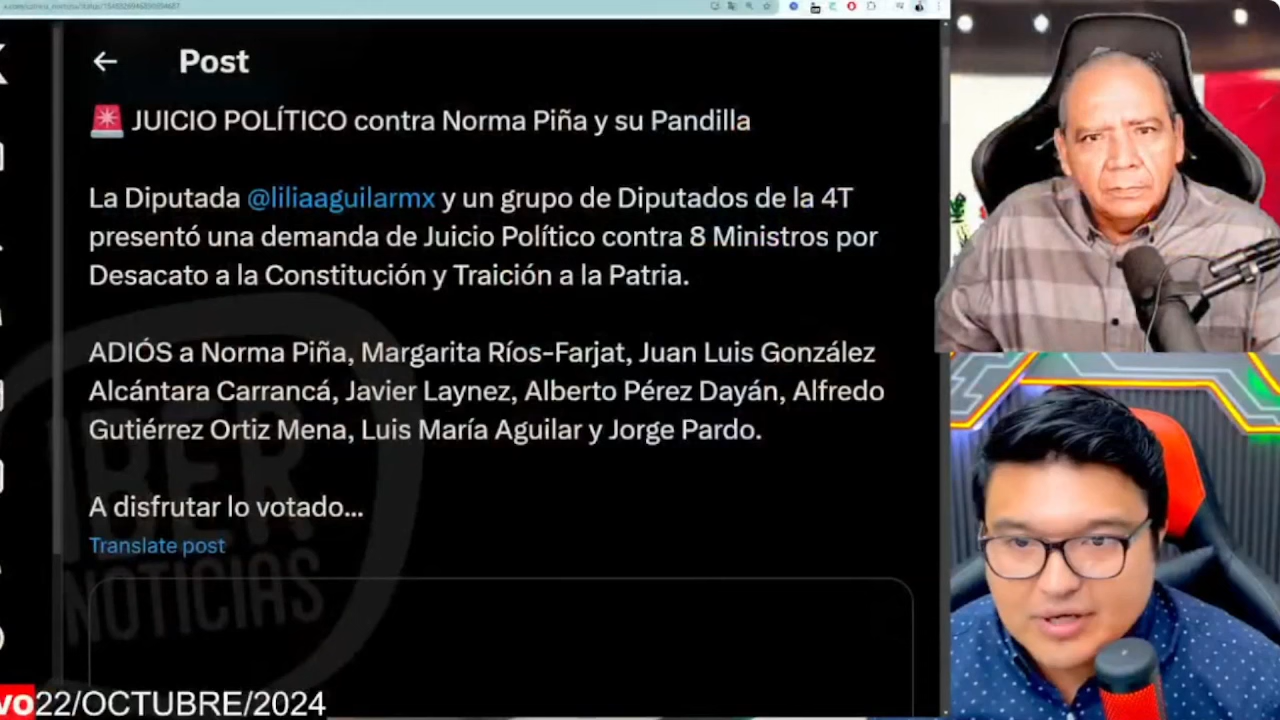 Post
JUICIO POLÍTICO contra Norma Piña y su Pandilla
La Diputada @liliaaguilarmx y un grupo de Diputados de la 4T
presentó una demanda de Juicio Político contra 8 Ministros por
Desacato a la Constitución y Traición a la Patria.
ADIÓS a Norma Piña, Margarita Ríos-Farjat, Juan Luis González
Alcántara Carrancá, Javier Laynez, Alberto Pérez Dayán, Alfredo
Gutiérrez Ortiz Mena, Luis María Aguilar y Jorge Pardo.
A disfrutar lo votado...
Translate post
IBER
NOTICIAS
vo 22/OCTUBRE/2024